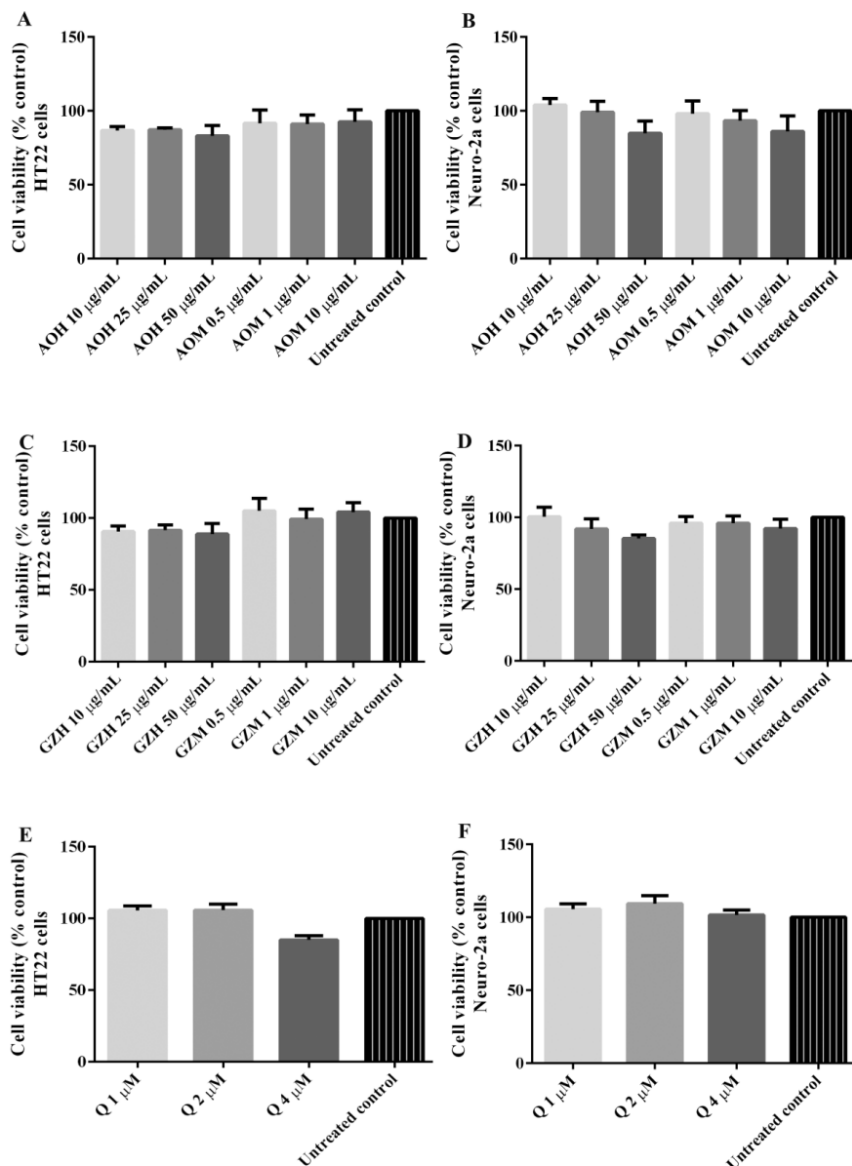 A
Cell viability (% control)
HT22 cells
150
100
50
0
AOH 10 µg/mL
AOH 25 µg/mL
AOH 50 µg/mL
AOM 0.5 µg/mL
AOM 1 µg/mL
AOM 10 µg/mL
Untreated control
B
Cell viability (% control)
Neuro-2a cells
150
100
50
0
AOH 10 µg/mL
AOH 25 µg/mL
AOH 50 µg/mL
AOM 0.5 µg/mL
AOM 1 µg/mL
AOM 10 µg/mL
Untreated control
C
Cell viability (% control)
HT22 cells
150
100
50
0
GZH 10 µg/mL
GZH 25 µg/mL
GZH 50 µg/mL
GZM 0.5 µg/mL
GZM 1 µg/mL
GZM 10 µg/mL
Untreated control
D
Cell viability (% control)
Neuro-2a cells
150
100
50
0
GZH 10 µg/mL
GZH 25 µg/mL
GZH 50 µg/mL
GZM 0.5 µg/mL
GZM 1 µg/mL
GZM 10 µg/mL
Untreated control
E
Cell viability (% control)
HT22 cells
150
100
50
0
Q 1 µM
Q 2 µM
Q 4 µM
Untreated control
F
Cell viability (% control)
Neuro-2a cells
150
100
50
0
Q 1 µM
Q 2 µM
Q 4 µM
Untreated control